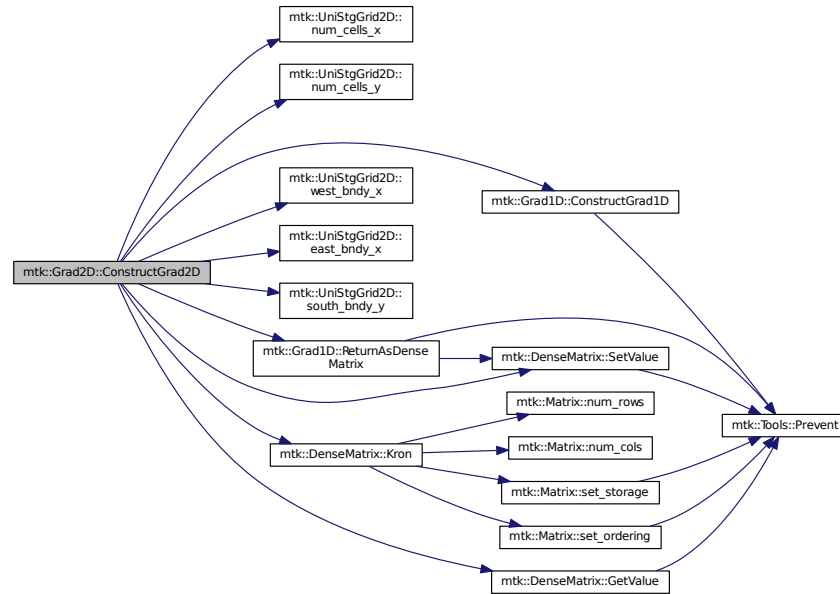 mtk::UniStgGrid2D::
num_cells_x
mtk::UniStgGrid2D::
num_cells_y
mtk::UniStgGrid2D::
west_bndy_x
mtk::Grad1D::ConstructGrad1D
mtk::UniStgGrid2D::
east_bndy_x
mtk::Grad2D::ConstructGrad2D
mtk::UniStgGrid2D::
south_bndy_y
mtk::Grad1D::ReturnAsDense
Matrix
mtk::DenseMatrix::SetValue
mtk::Matrix::num_rows
mtk::Tools::Prevent
mtk::DenseMatrix::Kron
mtk::Matrix::num_cols
mtk::Matrix::set_storage
mtk::Matrix::set_ordering
mtk::DenseMatrix::GetValue